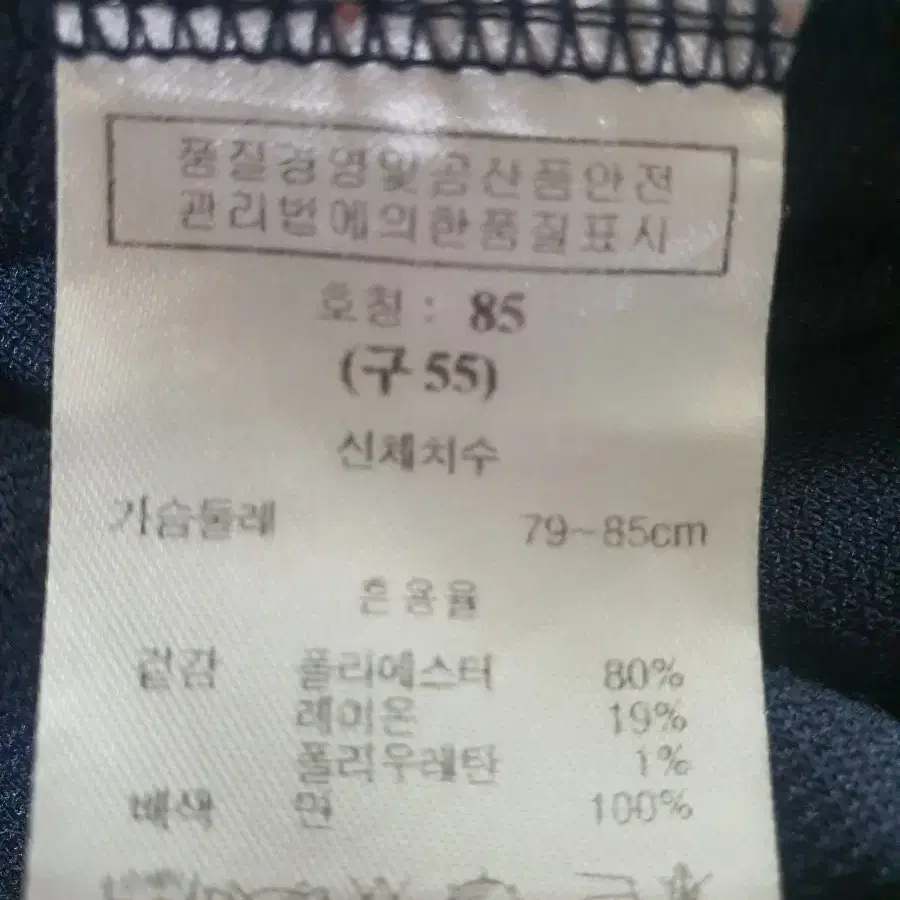 품질경영및공산품안전
관리법에의한품질표시
호칭 : 85
(구 55)
신체치수
가슴둘레 79~85cm
혼용율
겉감 폴리에스터 80%
레이온 19%
폴리우레탄 1%
배색 면 100%